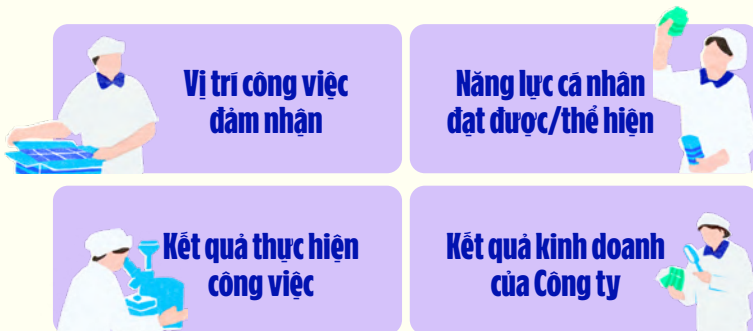 Vị trí công việc
đảm nhận
Năng lực cá nhân
đạt được/thể hiện
Kết quả thực hiện
công việc
Kết quả kinh doanh
của Công ty